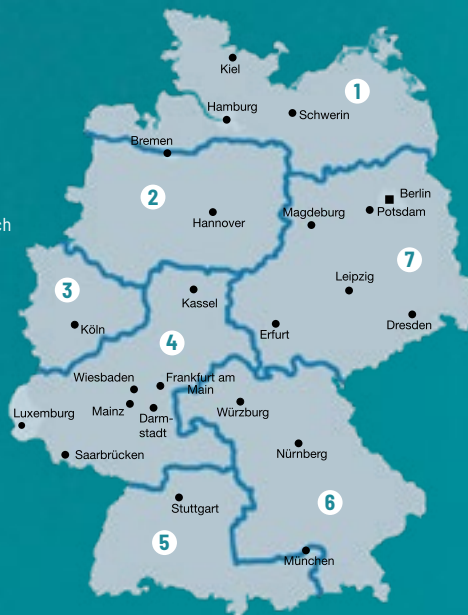 Kiel
1
Hamburg
Schwerin
Bremen
2
Berlin
Potsdam
ch
Hannover
Magdeburg
7
3
Leipzig
Kassel
Köln
Erfurt
Dresden
4
Wiesbaden
Frankfurt am
Main
Luxemburg
Mainz
Darm-
stadt
Würzburg
Saarbrücken
Nürnberg
Stuttgart
6
5
München